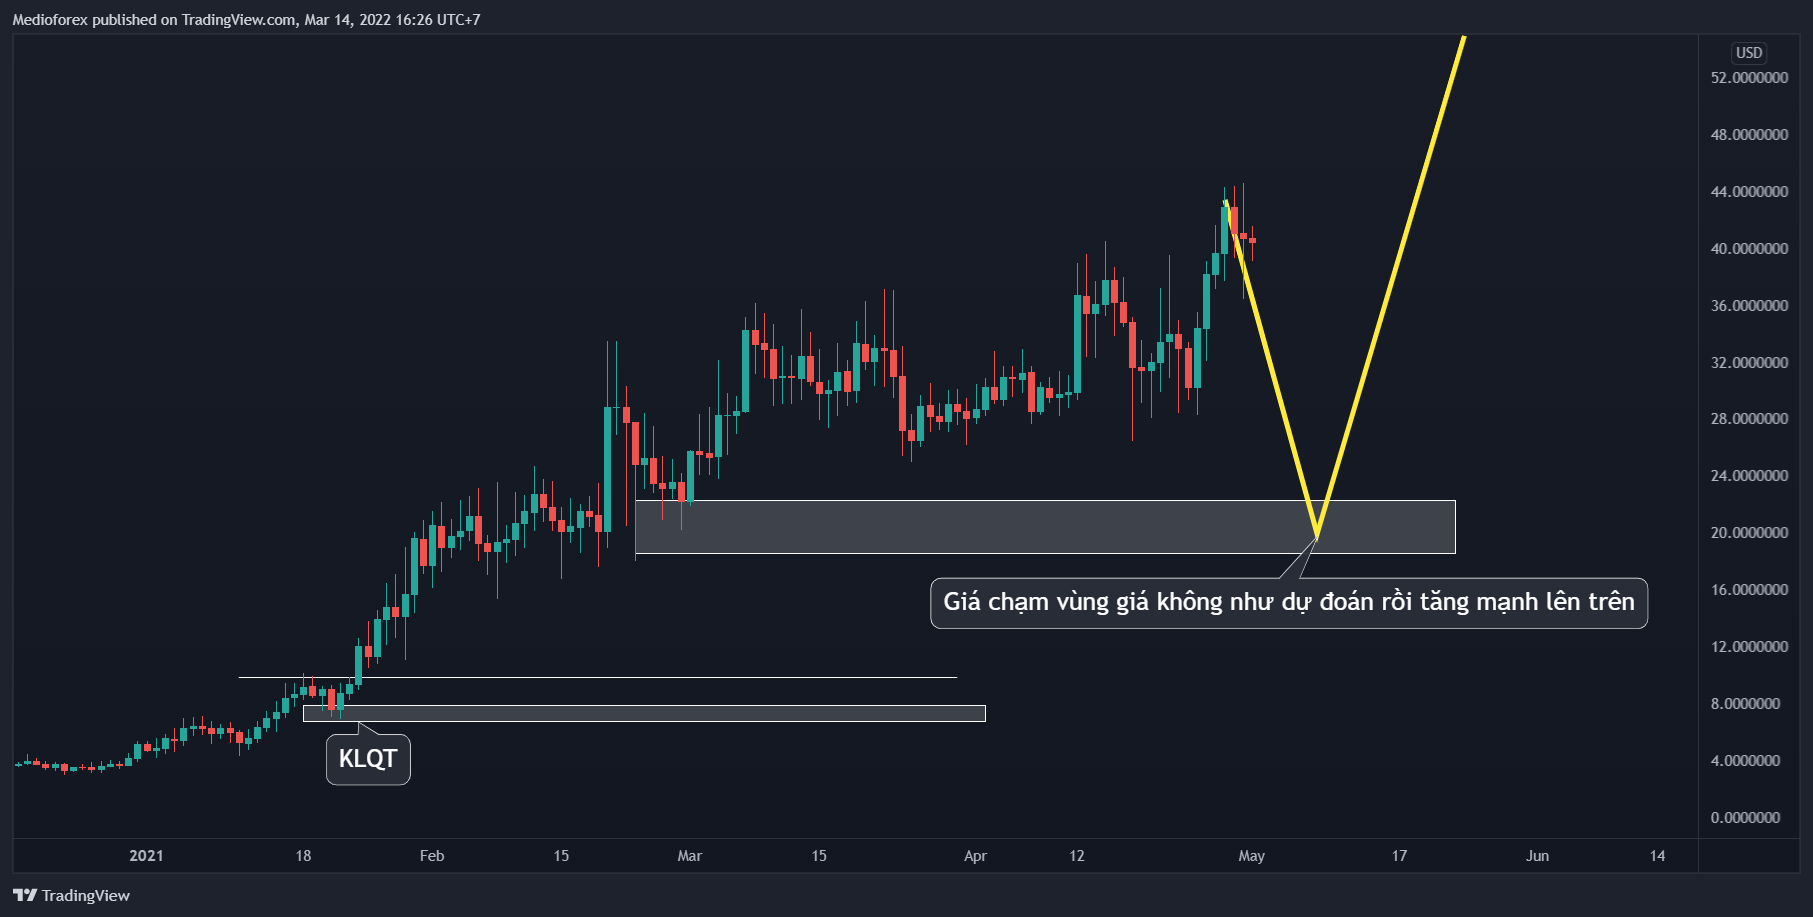 Medioforex published on TradingView.com, Mar 14, 2022 16:26 UTC+7
USD
52.0000000
48.0000000
44.0000000
40.0000000
36.0000000
32.0000000
28.0000000
24.0000000
20.0000000
Giá chạm vùng giá không như dự đoán rồi tăng mạnh lên trên
16.0000000
12.0000000
8.0000000
KLQT
4.0000000
0.0000000
2021 18 Feb 15 Mar 15 Apr 12 May 17 Jun 14
TradingView